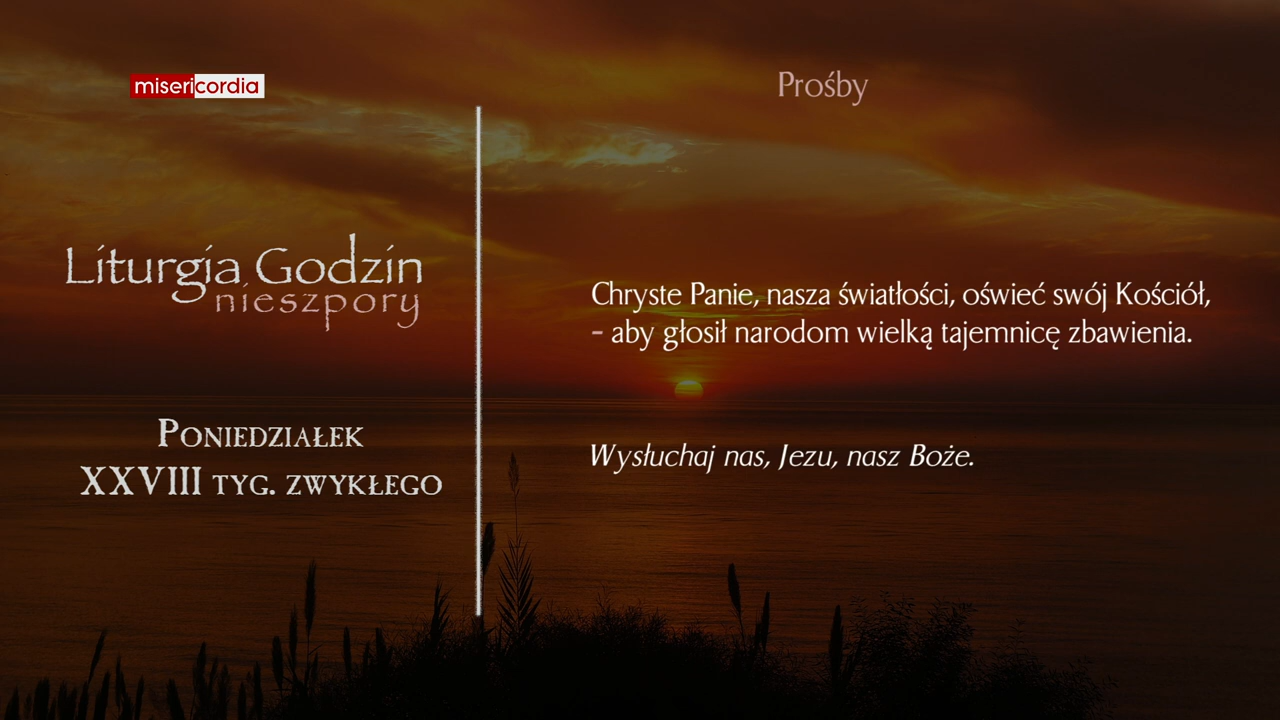 misericordia
Prośby
Liturgia Godzin
nieszpory
Chryste Panie, nasza światłości, oświeć swój Kościół,
- aby głosił narodom wielką tajemnicę zbawienia.
Poniedziałek
XXVIII tyg. zwykłego
Wysłuchaj nas, Jezu, nasz Boże.